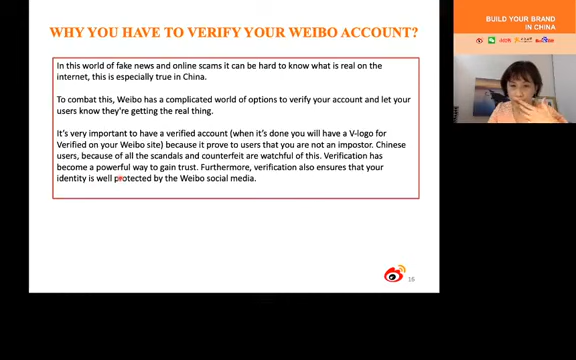 WHY YOU HAVE TO VERIFY YOUR WEIBO ACCOUNT?
In this world of fake news and online scams it can be hard to know what is real on the
internet, this is especially true in China.
To combat this, Weibo has a complicated world of options to verify your account and let your
users know they're getting the real thing.
It's very important to have a verified account (when it's done you will have a V-logo for
Verified on your Weibo site) because it prove to users that you are not an impostor. Chinese
users, because of all the scandals and counterfeit are watchful of this. Verification has
become a powerful way to gain trust. Furthermore, verification also ensures that your
identity is well protected by the Weibo social media.
16
BUILD YOUR BRAND
IN CHINA